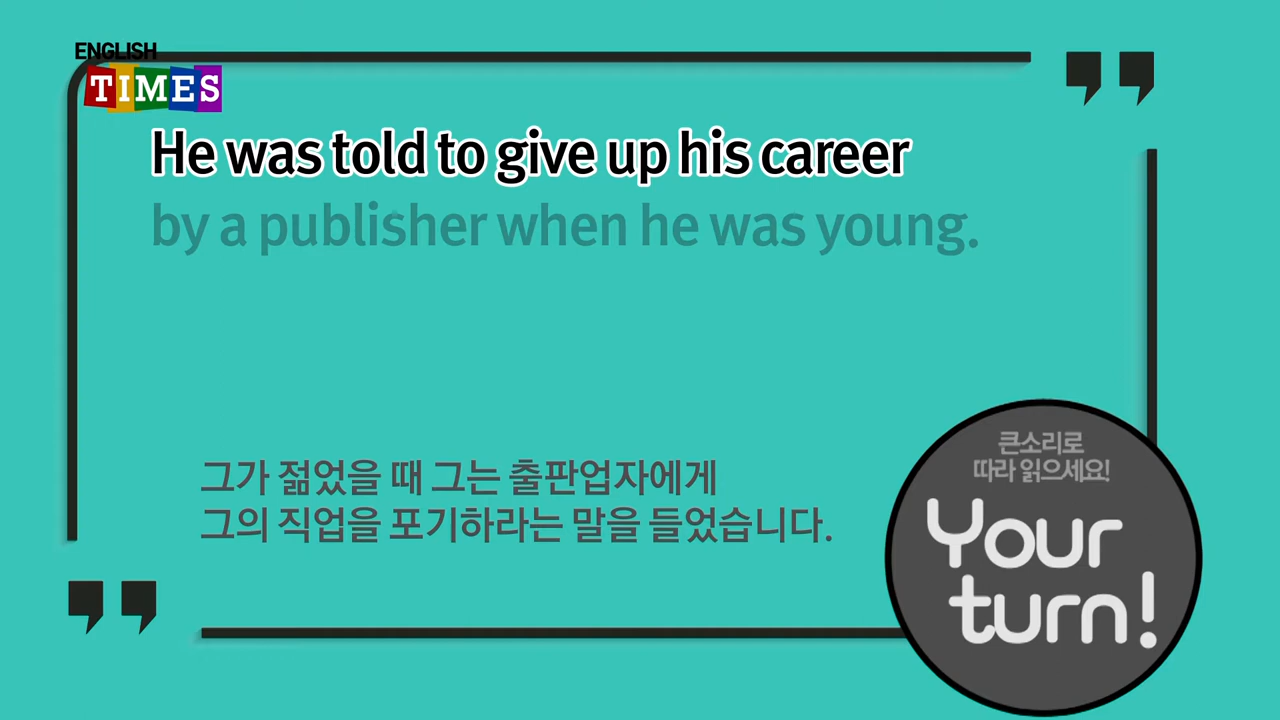 ENGLISH
TIMES
He was told to give up his career
by a publisher when he was young.
그가 젊었을 때 그는 출판업자에게
그의 직업을 포기하라는 말을 들었습니다.
큰소리로
따라 읽으세요!
Your
turn!